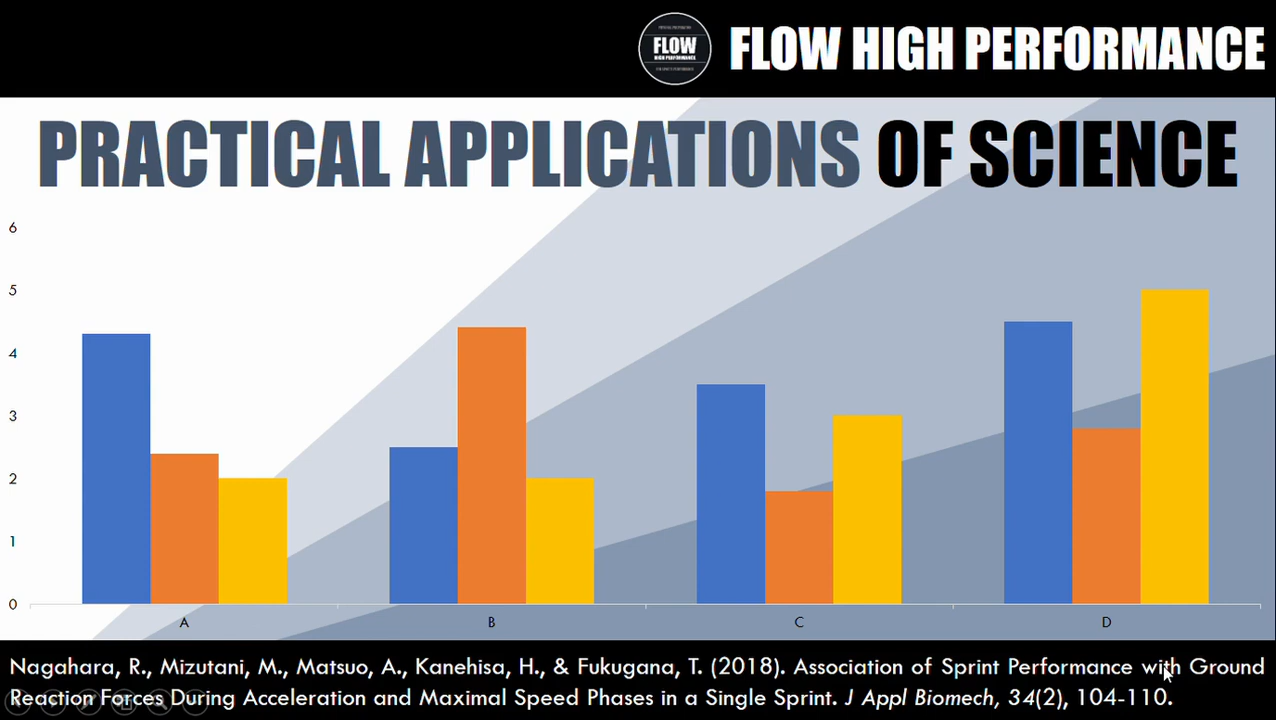 FLOW
HIGH PERFORMANCE
FLOW HIGH PERFORMANCE
PRACTICAL APPLICATIONS OF SCIENCE
6
5
4
3
2
1
0
A B C D
Nagahara, R., Mizutani, M., Matsuo, A., Kanehisa, H., & Fukugana, T. (2018). Association of Sprint Performance with Ground
Reaction Forces During Acceleration and Maximal Speed Phases in a Single Sprint. J Appl Biomech, 34(2), 104-110.